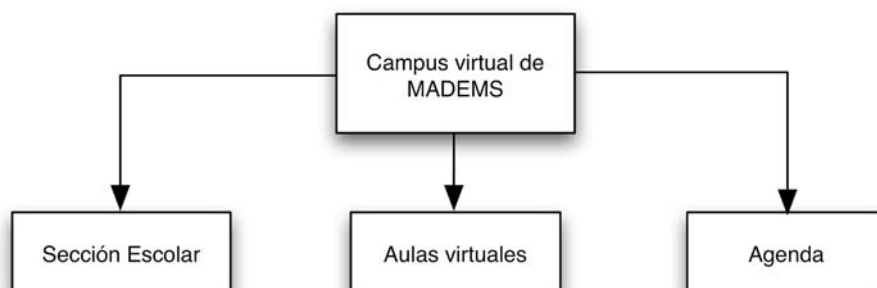 Campus virtual de
MADEMS
Sección Escolar
Aulas virtuales
Agenda